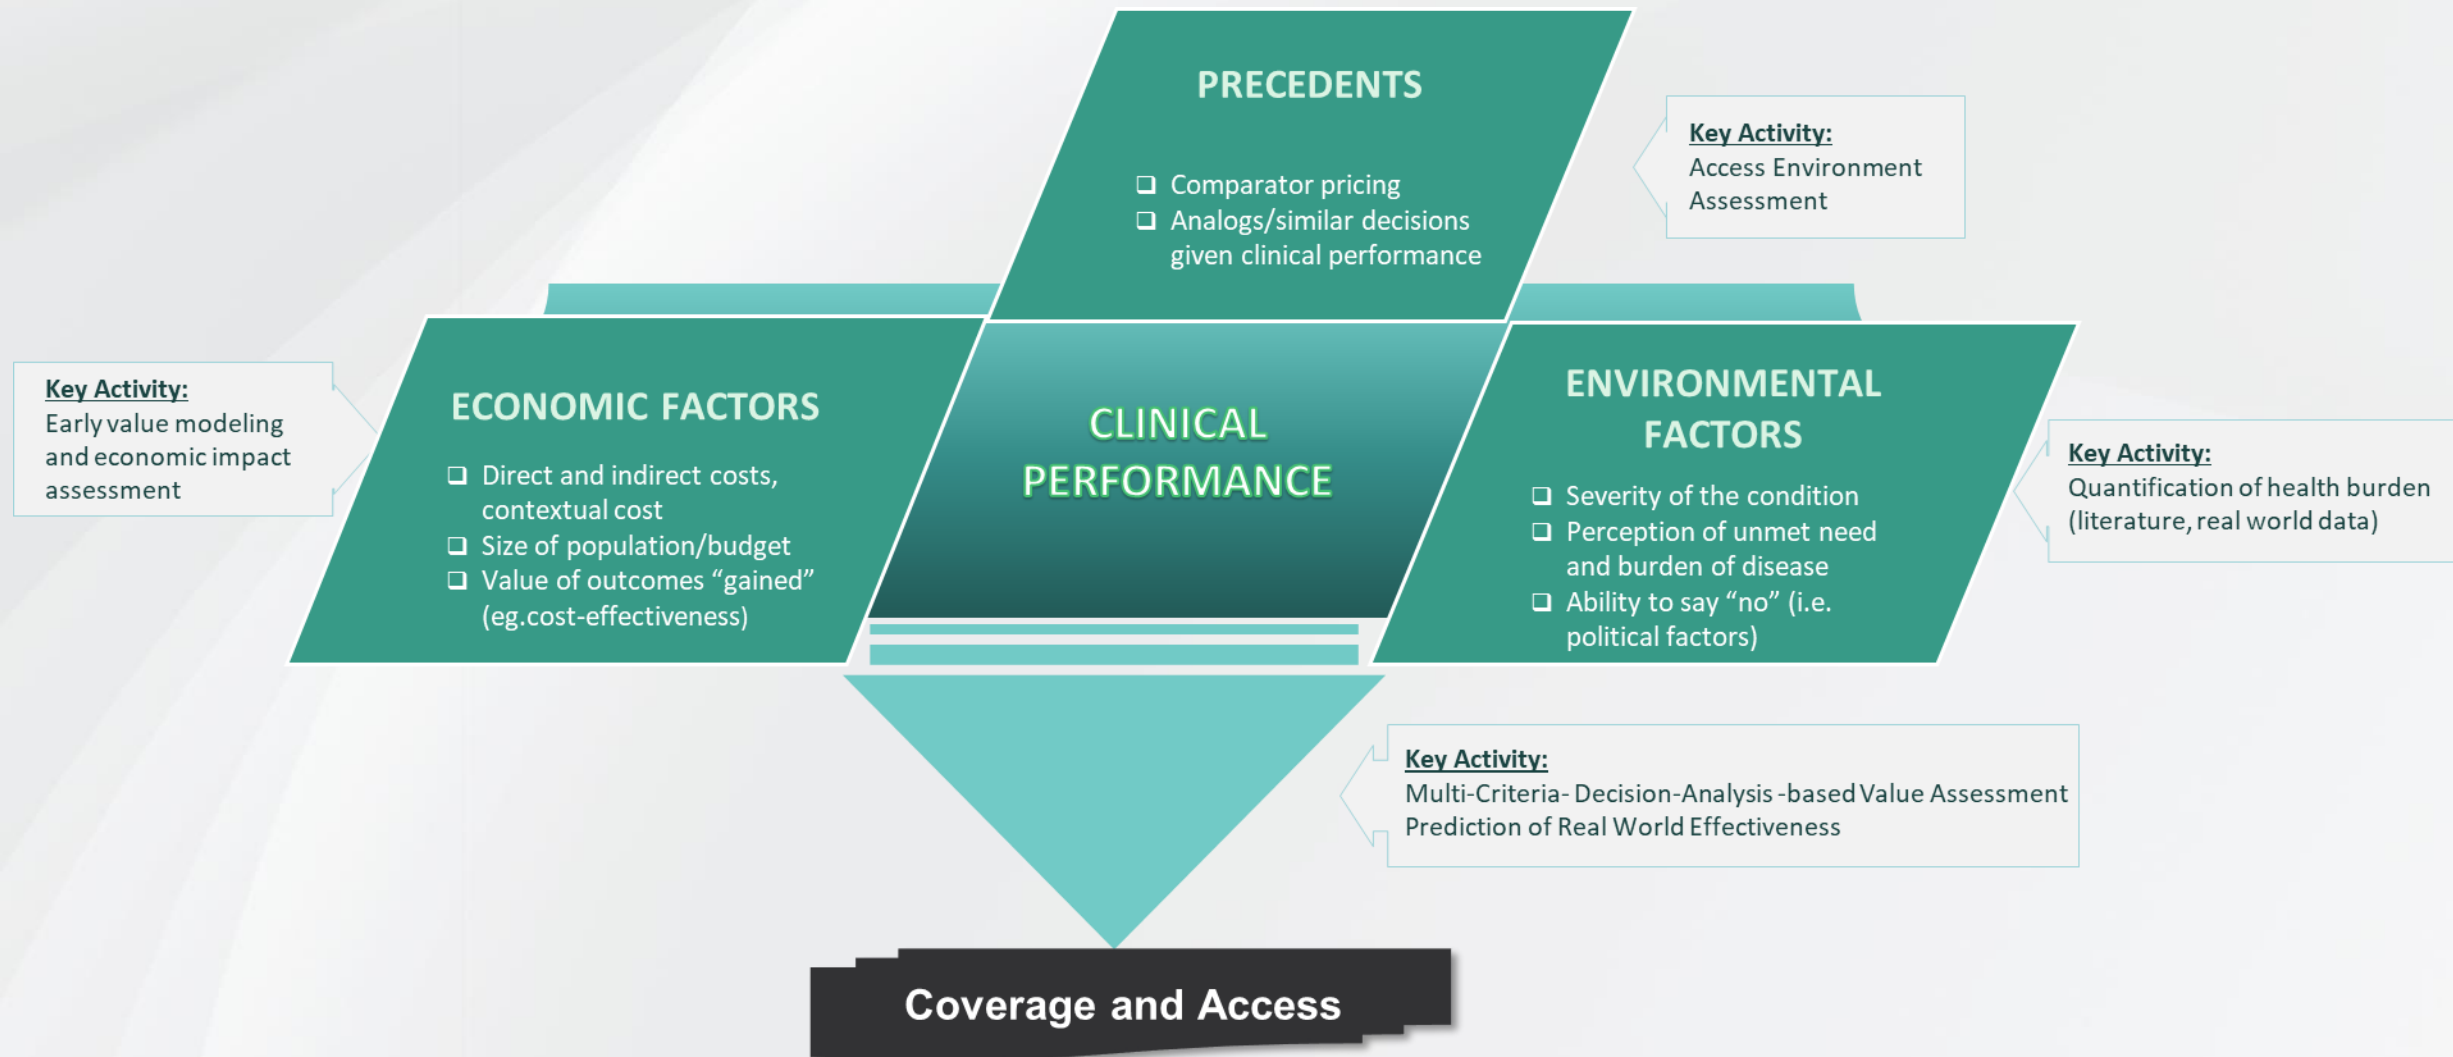 PRECEDENTS
❑ Comparator pricing
❑ Analogs/similar decisions
given clinical performance
Key Activity:
Access Environment
Assessment
Key Activity:
Early value modeling
and economic impact
assessment
ECONOMIC FACTORS
❑ Direct and indirect costs,
contextual cost
❑ Size of population/budget
❑ Value of outcomes “gained”
(eg.cost-effectiveness)
CLINICAL
PERFORMANCE
ENVIRONMENTAL
FACTORS
❑ Severity of the condition
❑ Perception of unmet need
and burden of disease
❑ Ability to say “no” (i.e.
political factors)
Key Activity:
Quantification of health burden
(literature, real world data)
Key Activity:
Multi-Criteria- Decision-Analysis -based Value Assessment
Prediction of Real World Effectiveness
Coverage and Access